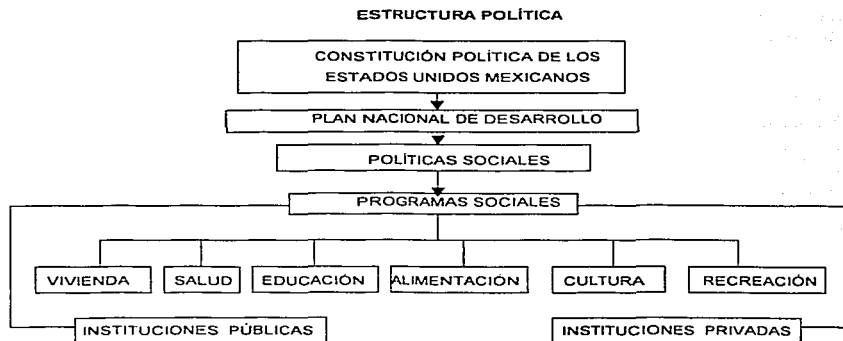 ESTRUCTURA POLÍTICA
CONSTITUCIÓN POLÍTICA DE LOS
ESTADOS UNIDOS MEXICANOS
PLAN NACIONAL DE DESARROLLO
POLÍTICAS SOCIALES
PROGRAMAS SOCIALES
VIVIENDA
SALUD
EDUCACIÓN
ALIMENTACIÓN
CULTURA
RECREACIÓN
INSTITUCIONES PÚBLICAS
INSTITUCIONES PRIVADAS